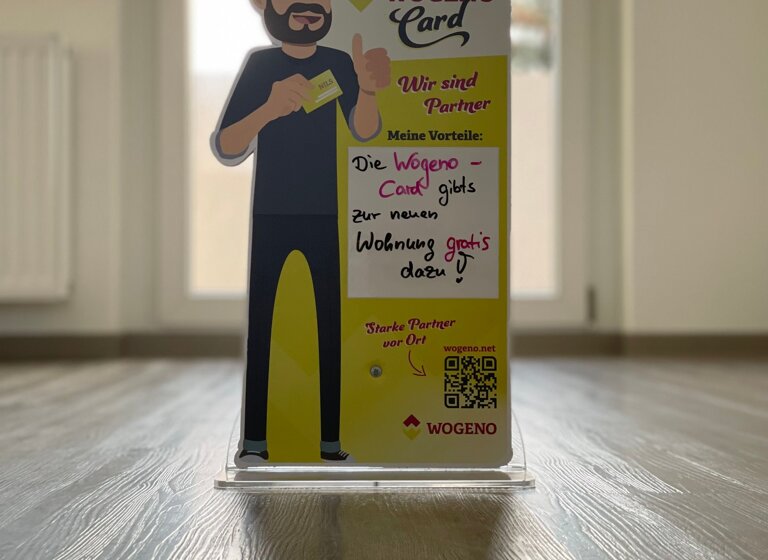 WOGENO
Card
NILS
Wir sind
Partner
Meine Vorteile:
Die Wogeno-
Card gibts
zur neuen
Wohnung gratis
dazu!
Starke Partner
vor Ort
wogeno.net
WOGENO